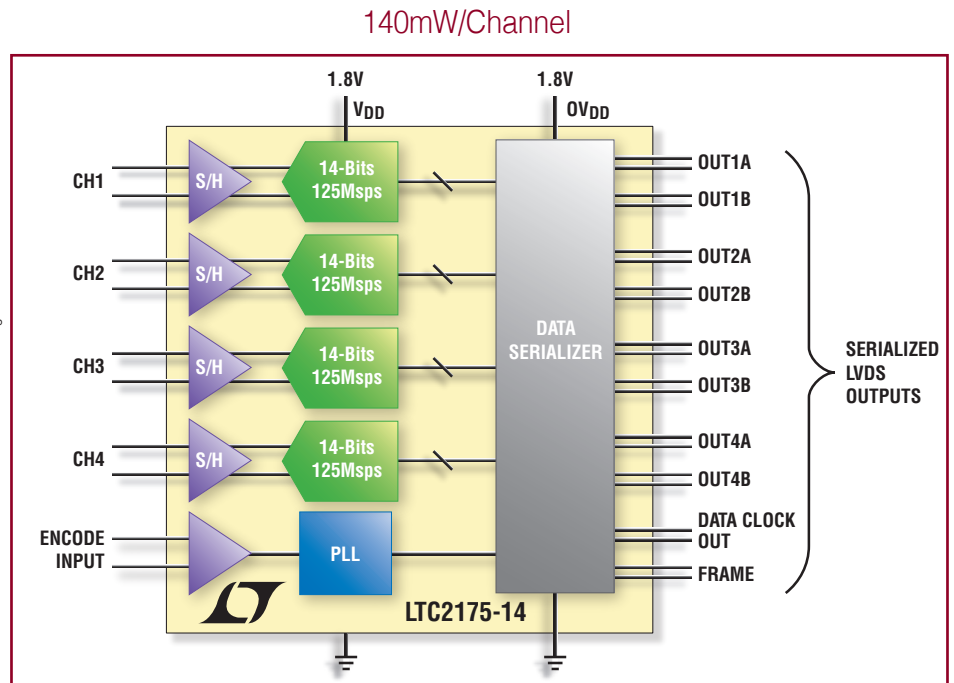 140mW/Channel
1.8V
1.8V
VDD
OVDD
CH1
S/H
14-Bits
125Msps
OUT1A
OUT1B
CH2
S/H
14-Bits
125Msps
OUT2A
OUT2B
DATA
SERIALIZER
CH3
S/H
14-Bits
125Msps
OUT3A
OUT3B
SERIALIZED
LVDS
OUTPUTS
CH4
S/H
14-Bits
125Msps
OUT4A
OUT4B
ENCODE
INPUT
PLL
DATA CLOCK
OUT
FRAME
LTC2175-14